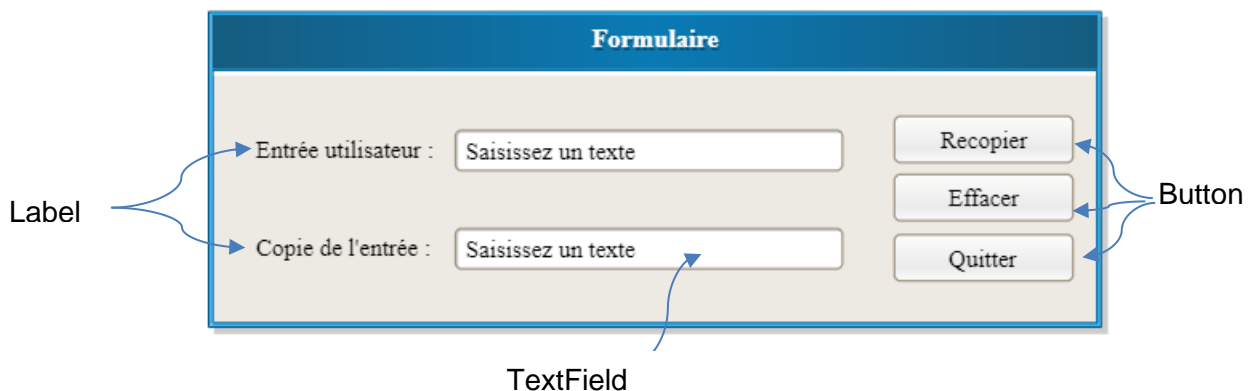 Formulaire
Entrée utilisateur :
Saisissez un texte
Recopier
Effacer
Label
Button
Copie de l'entrée :
Saisissez un texte
Quitter
TextField